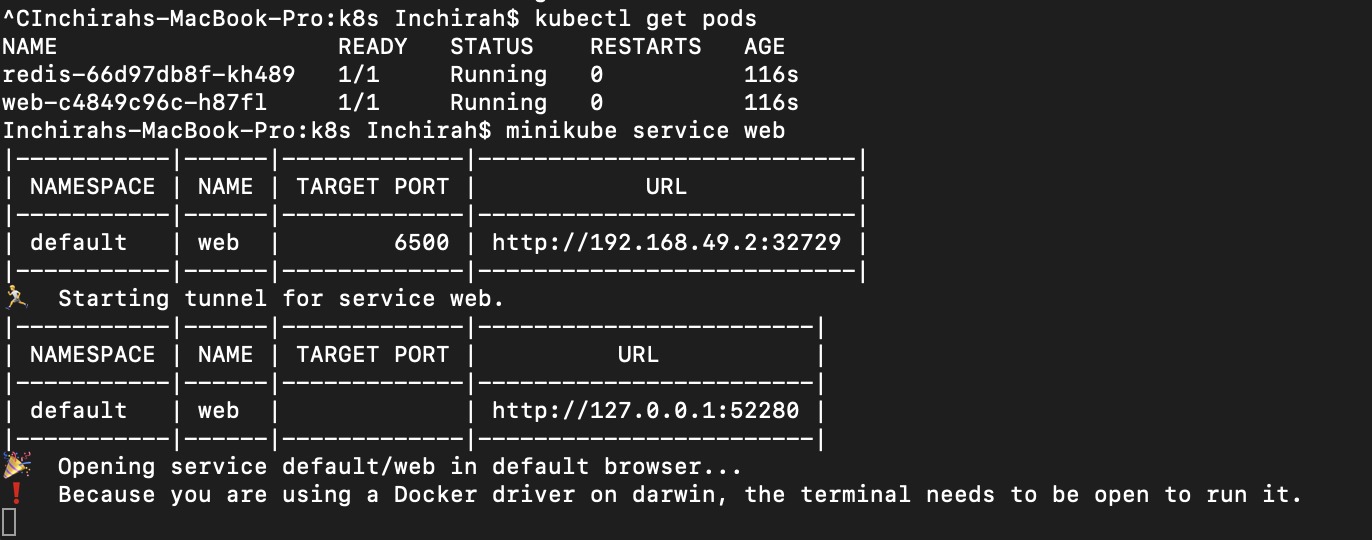 ^CInchirahs-MacBook-Pro:k8s Inchirah$ kubectl get pods
NAME                    READY   STATUS    RESTARTS   AGE
redis-66d97db8f-kh489   1/1     Running   0          116s
web-c4849c96c-h87fl     1/1     Running   0          116s
Inchirahs-MacBook-Pro:k8s Inchirah$ minikube service web
|-----------|------|-------------|---------------------------|
| NAMESPACE | NAME | TARGET PORT |            URL            |
|-----------|------|-------------|---------------------------|
| default   | web  |        6500 | http://192.168.49.2:32729 |
|-----------|------|-------------|---------------------------|
🏃  Starting tunnel for service web.
|-----------|------|-------------|------------------------|
| NAMESPACE | NAME | TARGET PORT |          URL           |
|-----------|------|-------------|------------------------|
| default   | web  |             | http://127.0.0.1:52280 |
|-----------|------|-------------|------------------------|
🎉  Opening service default/web in default browser...
❗  Because you are using a Docker driver on darwin, the terminal needs to be open to run it.